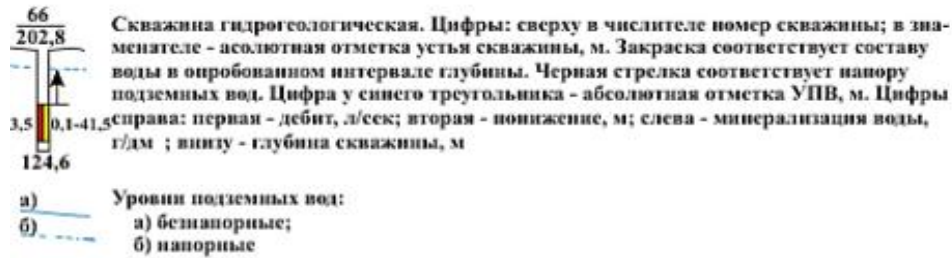 66
202,8
Скважина гидрогеологическая. Цифры: сверху в числителе номер скважины; в зна-
менателе - асолютная отметка устья скважины, м. Закраска соответствует составу
воды в опробованном интервале глубины. Черная стрелка соответствует напору
подземных вод. Цифра у синего треугольника - абсолютная отметка УПВ, м. Цифры
3,5 0,1-41,5 справа: первая - дебит, л/сек; вторая - понижение, м; слева - минерализация воды,
г/дм ; внизу - глубина скважины, м
124,6
а) Уровни подземных вод:
а) безнапорные;
б) б) напорные